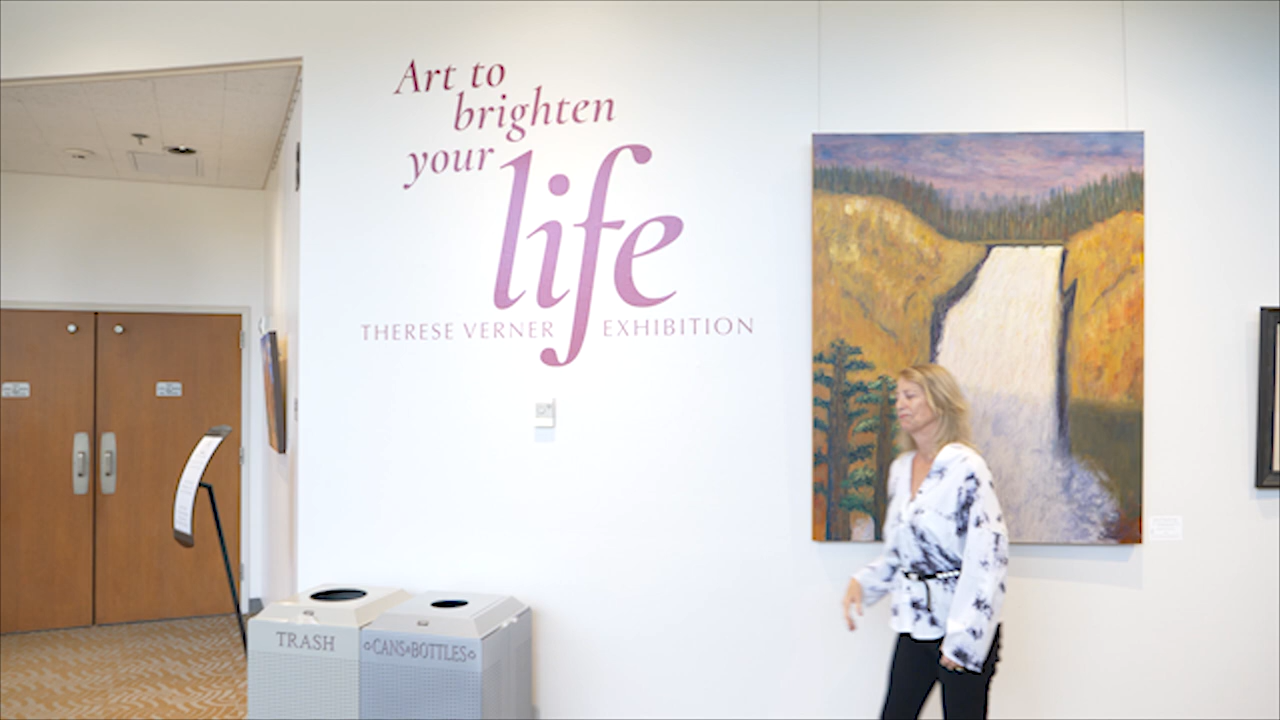 Art to
brighten
your life
THERESE VERNER EXHIBITION
TRASH
CANS&BOTTLES